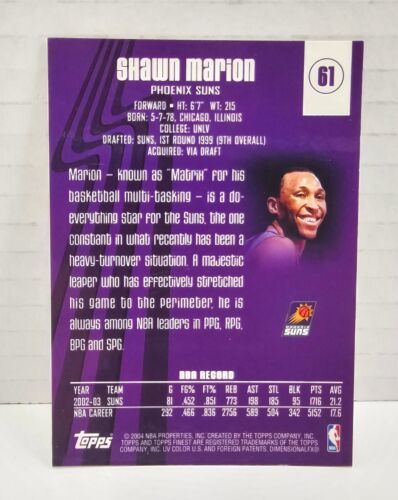 Shawn Marion
61
PHOENIX SUNS
FORWARD • HT: 6'7" WT: 215
BORN: 5-7-78, CHICAGO, ILLINOIS
COLLEGE: UNLV
DRAFTED: SUNS, 1ST ROUND 1999 (9TH OVERALL)
ACQUIRED: VIA DRAFT
Marion – known as "Matrix" for his
basketball multi-tasking – is a do-
everything star for the Suns, the one
constant in what recently has been a
heavy-turnover situation. A majestic
leaper who has effectively stretched
his game to the perimeter, he is
always among NBA leaders in PPG, RPG,
BPG and SPG.
PHOENIX
SUNS
NBA RECORD
YEAR TEAM G FG% FT% REB AST STL BLK PTS AVG
2002-03 SUNS 81 .452 .851 773 198 185 95 1716 21.2
NBA CAREER 292 .466 .836 2756 589 504 342 5152 17.6
Topps
© 2004 NBA PROPERTIES, INC. CREATED BY THE TOPPS COMPANY, INC.
TOPPS AND TOPPS FINEST ARE REGISTERED TRADEMARKS OF THE TOPPS
COMPANY, INC. UV COLOR U.S. AND FOREIGN PATENTS. DIMENSIONALFX®.
NBA